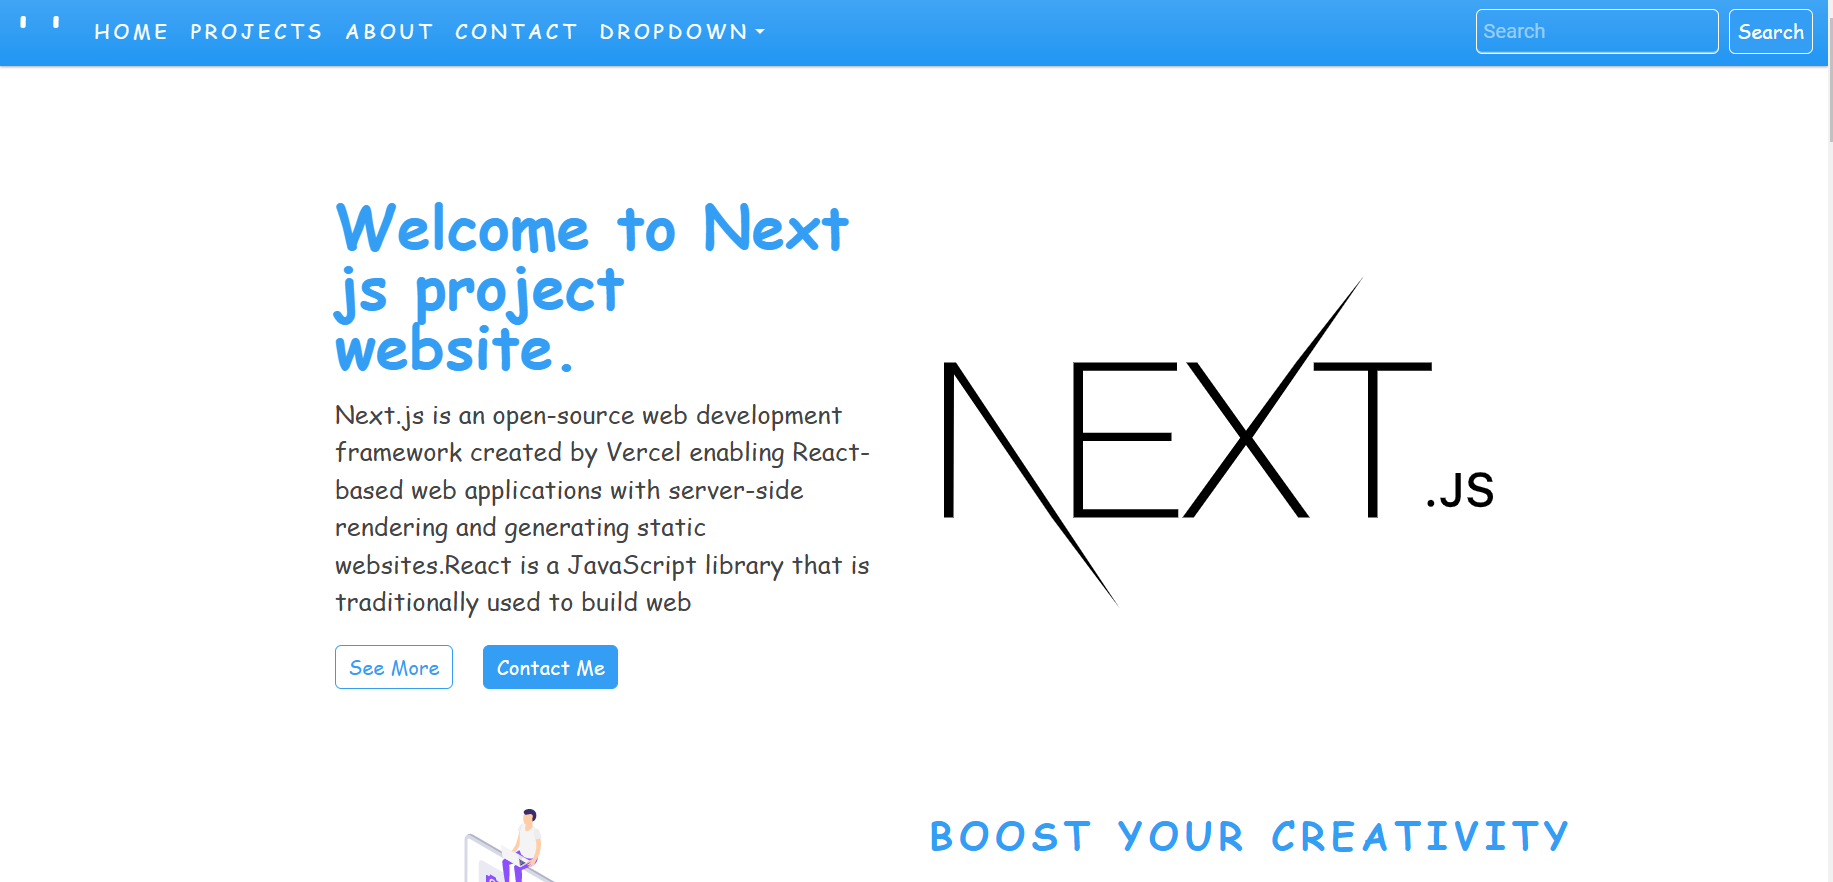 ' '
HOME PROJECTS ABOUT CONTACT DROPDOWN
Search
Search
Welcome to Next
js project
website.
Next.js is an open-source web development
framework created by Vercel enabling React-
based web applications with server-side
rendering and generating static
websites.React is a JavaScript library that is
traditionally used to build web
See More
Contact Me
NEXT
.JS
BOOST YOUR CREATIVITY